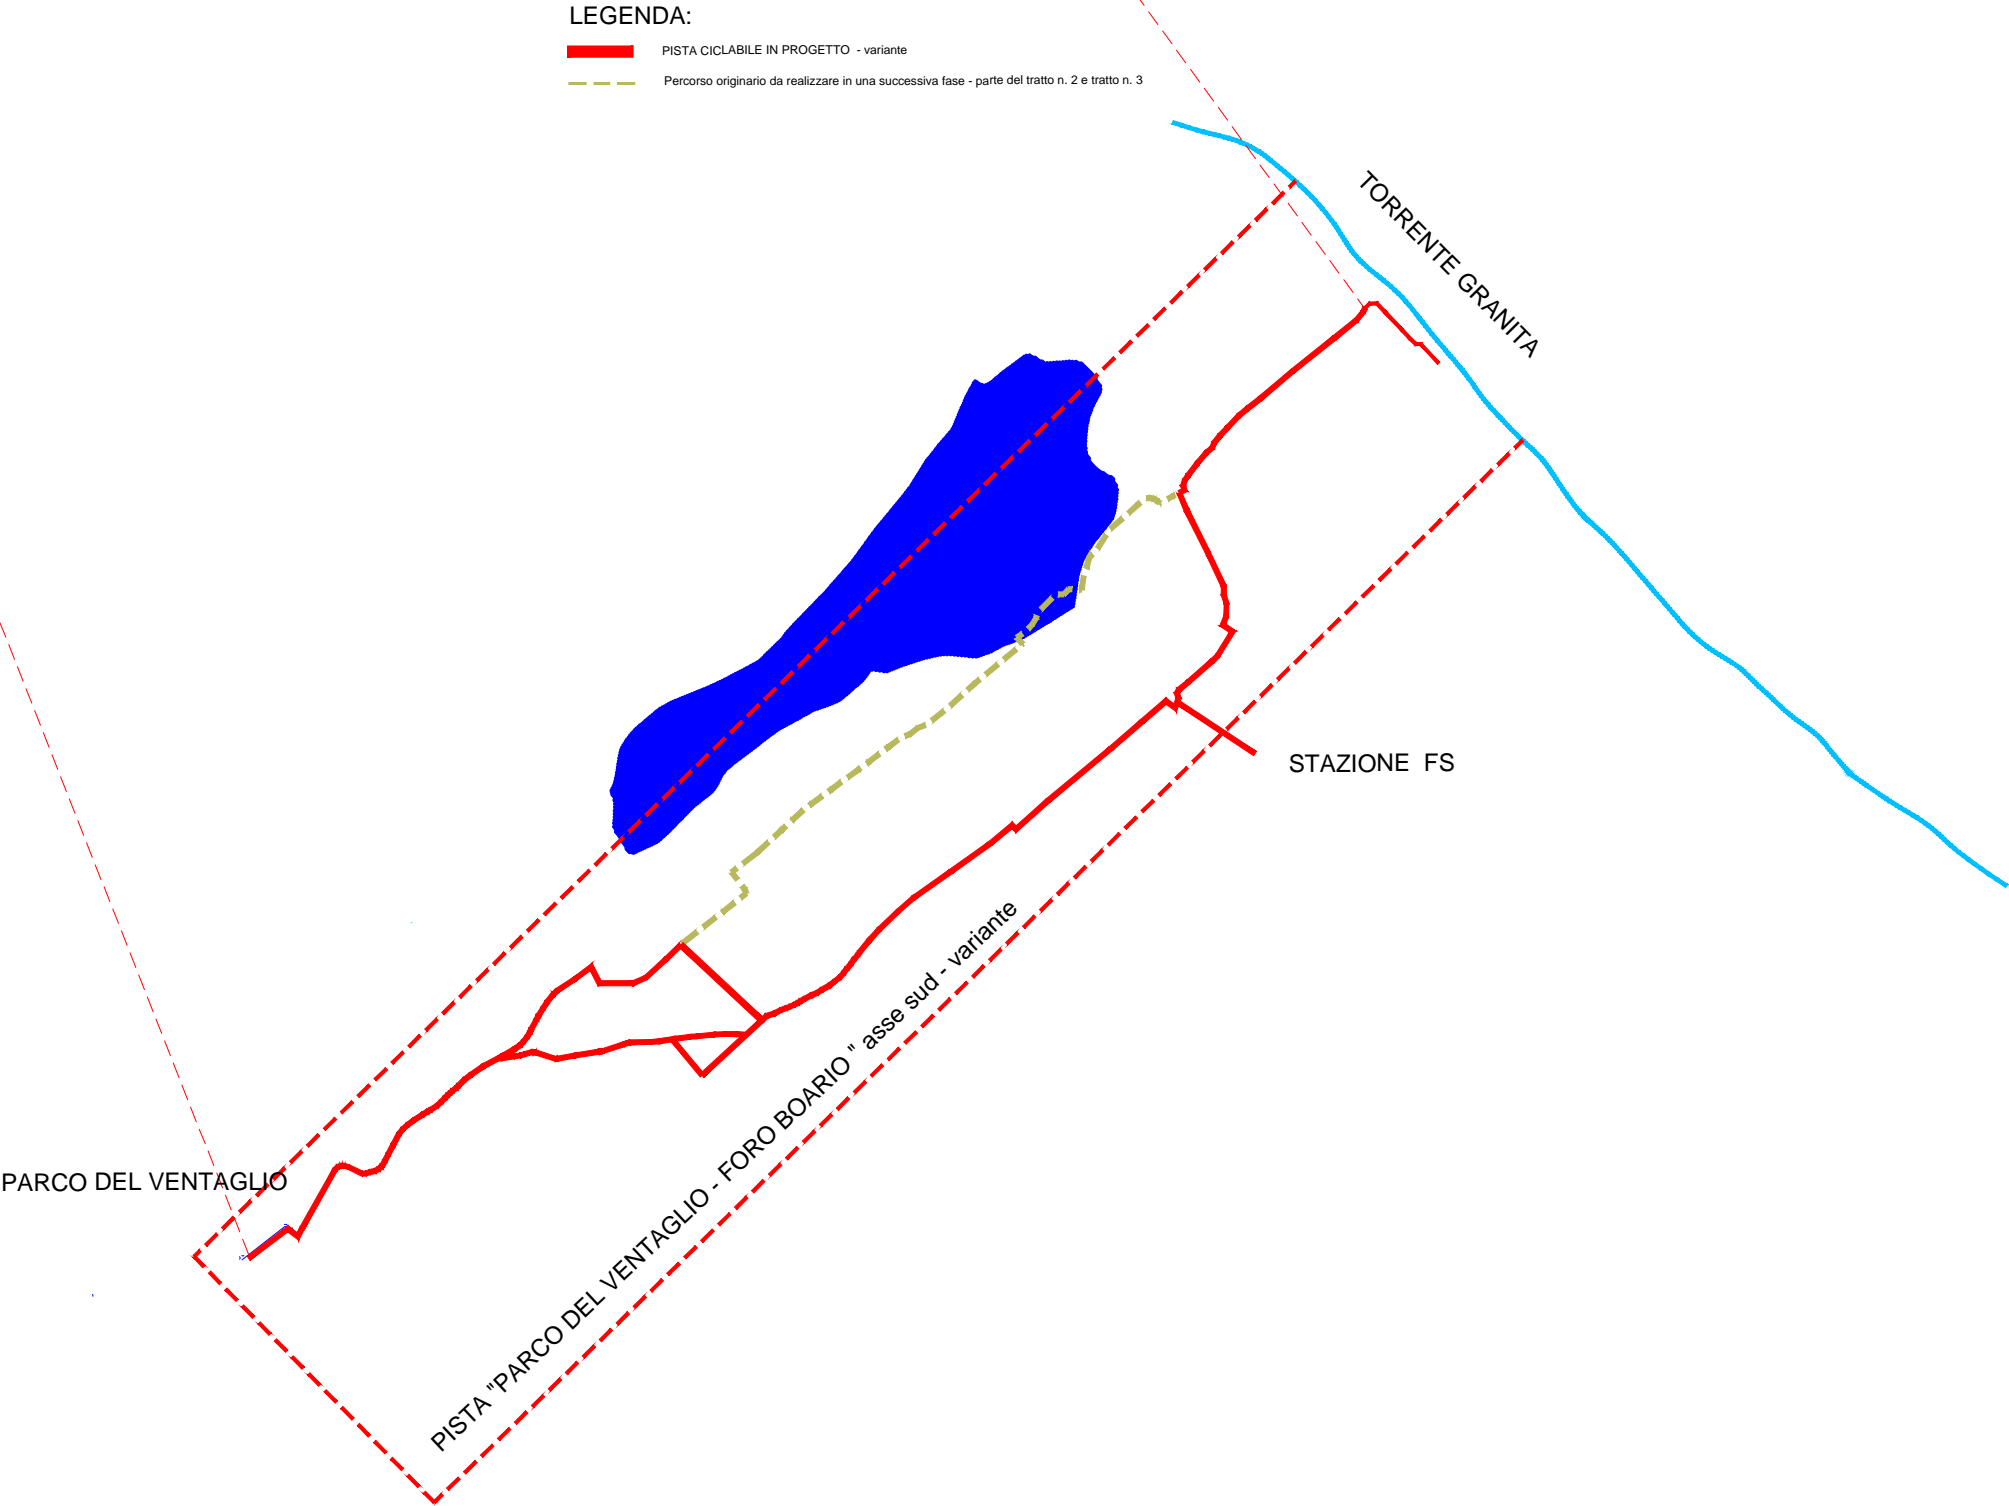 LEGENDA:
PISTA CICLABILE IN PROGETTO - variante
Percorso originario da realizzare in una successiva fase - parte del tratto n. 2 e tratto n. 3
TORRENTE GRANITA
STAZIONE FS
PISTA "PARCO DEL VENTAGLIO - FORO BOARIO " asse sud - variante
PARCO DEL VENTAGLIO